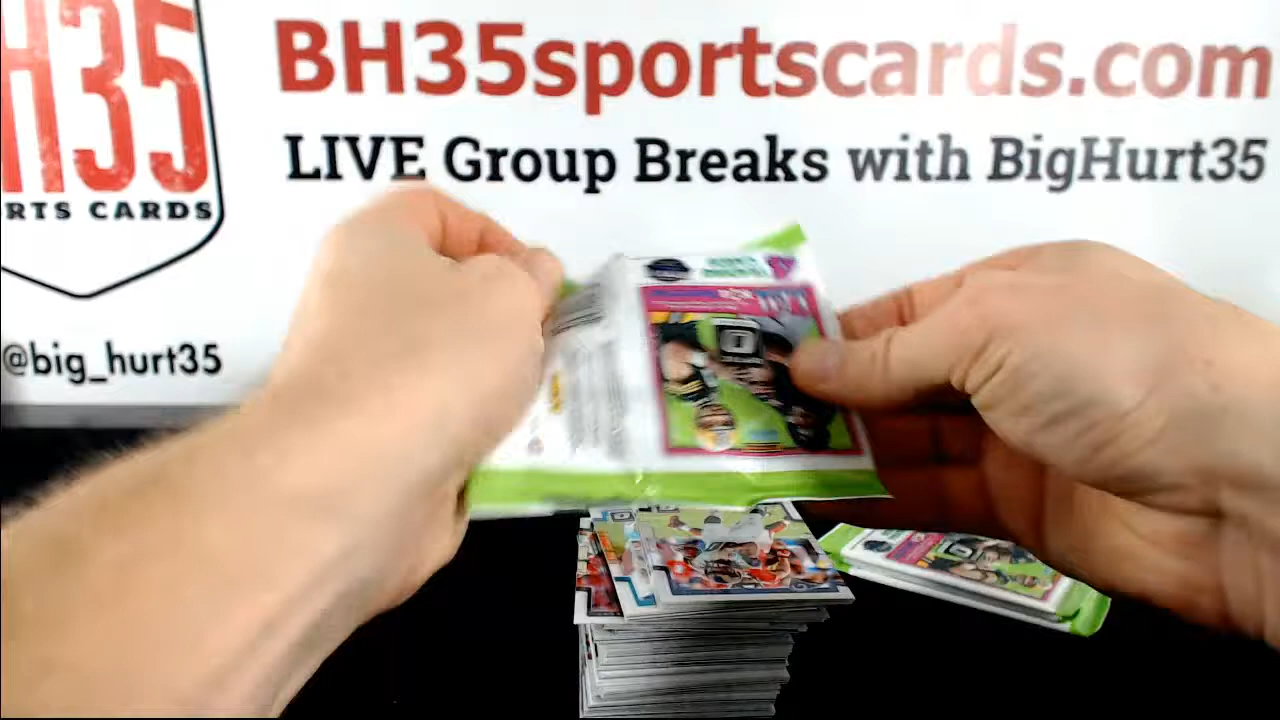 H35
RTS CARDS
BH35sportscards.com
LIVE Group Breaks with BigHurt35
@big_hurt35